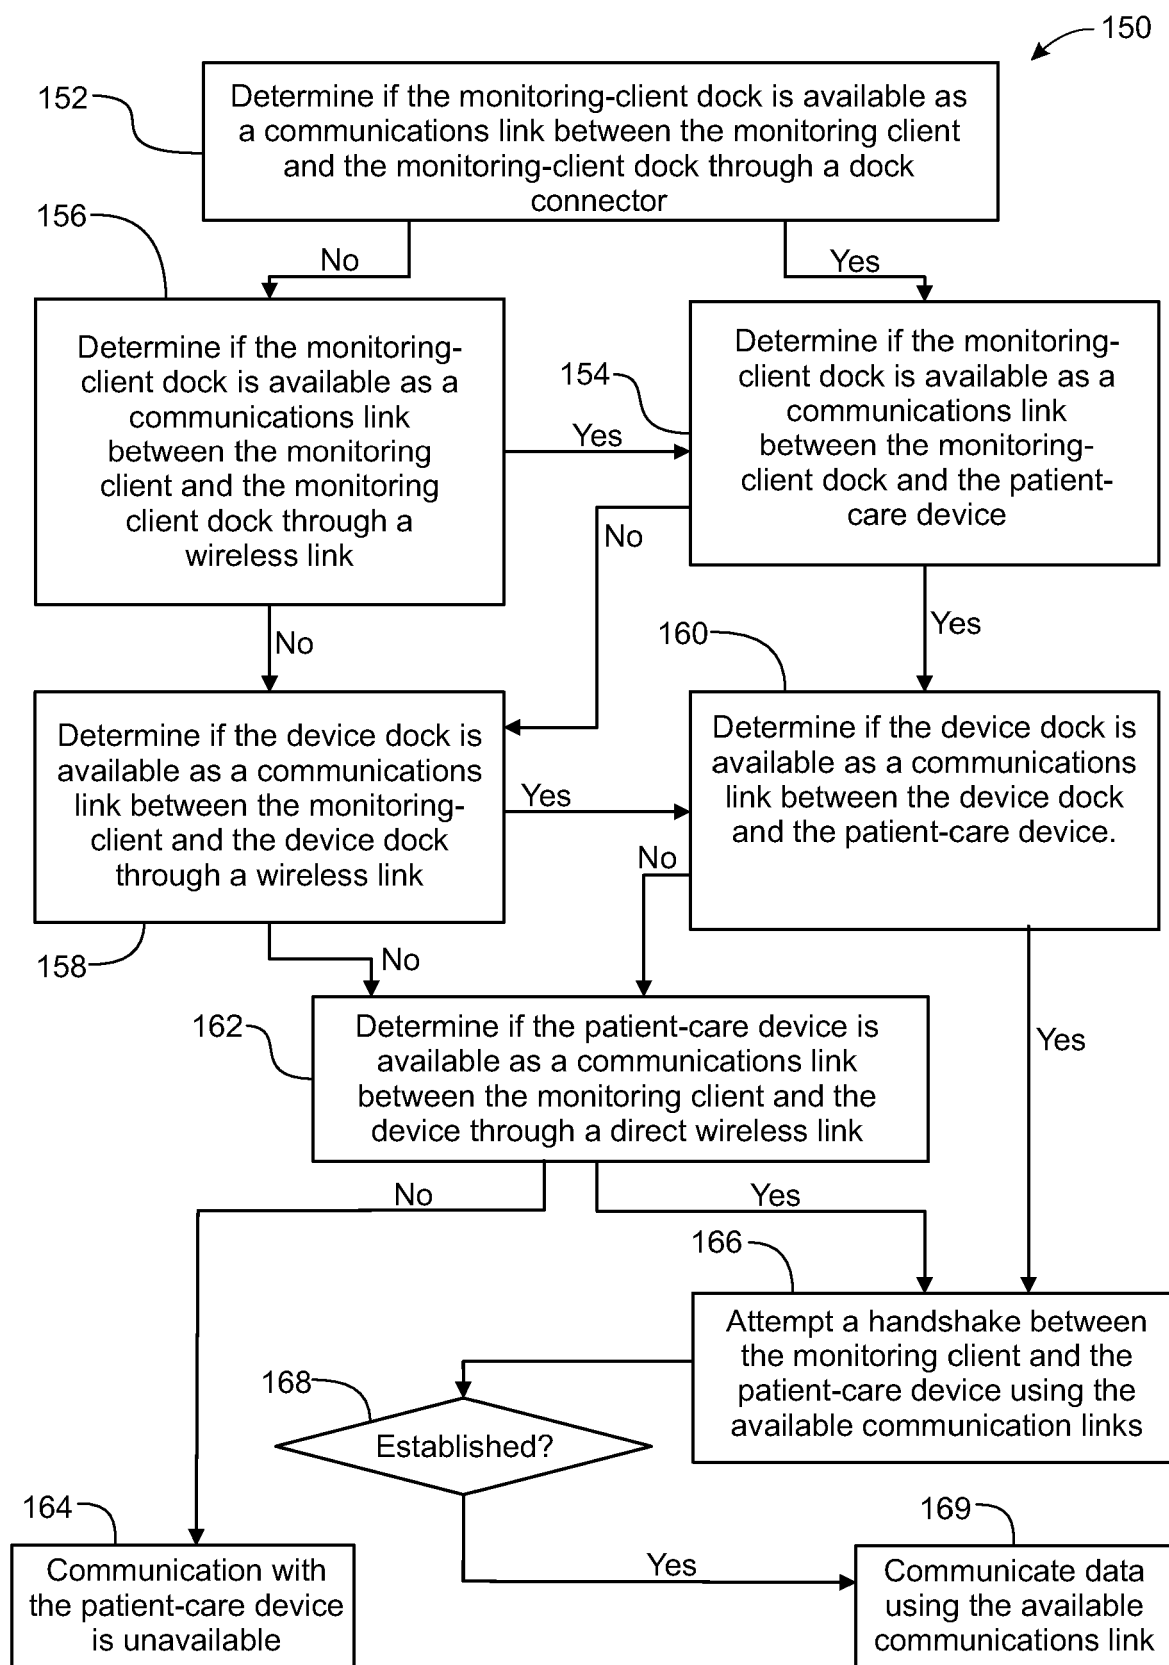 150
152
Determine if the monitoring-client dock is available as
a communications link between the monitoring client
and the monitoring-client dock through a dock
connector
156
No
Yes
Determine if the monitoring-
client dock is available as a
communications link
between the monitoring
client and the monitoring
client dock through a
wireless link
Yes
154
Determine if the monitoring-
client dock is available as a
communications link
between the monitoring-
client dock and the patient-
care device
No
No
Yes
160
Determine if the device dock is
available as a communications
link between the monitoring-
client and the device dock
through a wireless link
Yes
Determine if the device dock is
available as a communications
link between the device dock
and the patient-care device.
No
158
No
Yes
162
Determine if the patient-care device is
available as a communications link
between the monitoring client and the
device through a direct wireless link
No
Yes
166
Attempt a handshake between
the monitoring client and the
patient-care device using the
available communication links
168
Established?
164
Communication with
the patient-care device
is unavailable
Yes
169
Communicate data
using the available
communications link